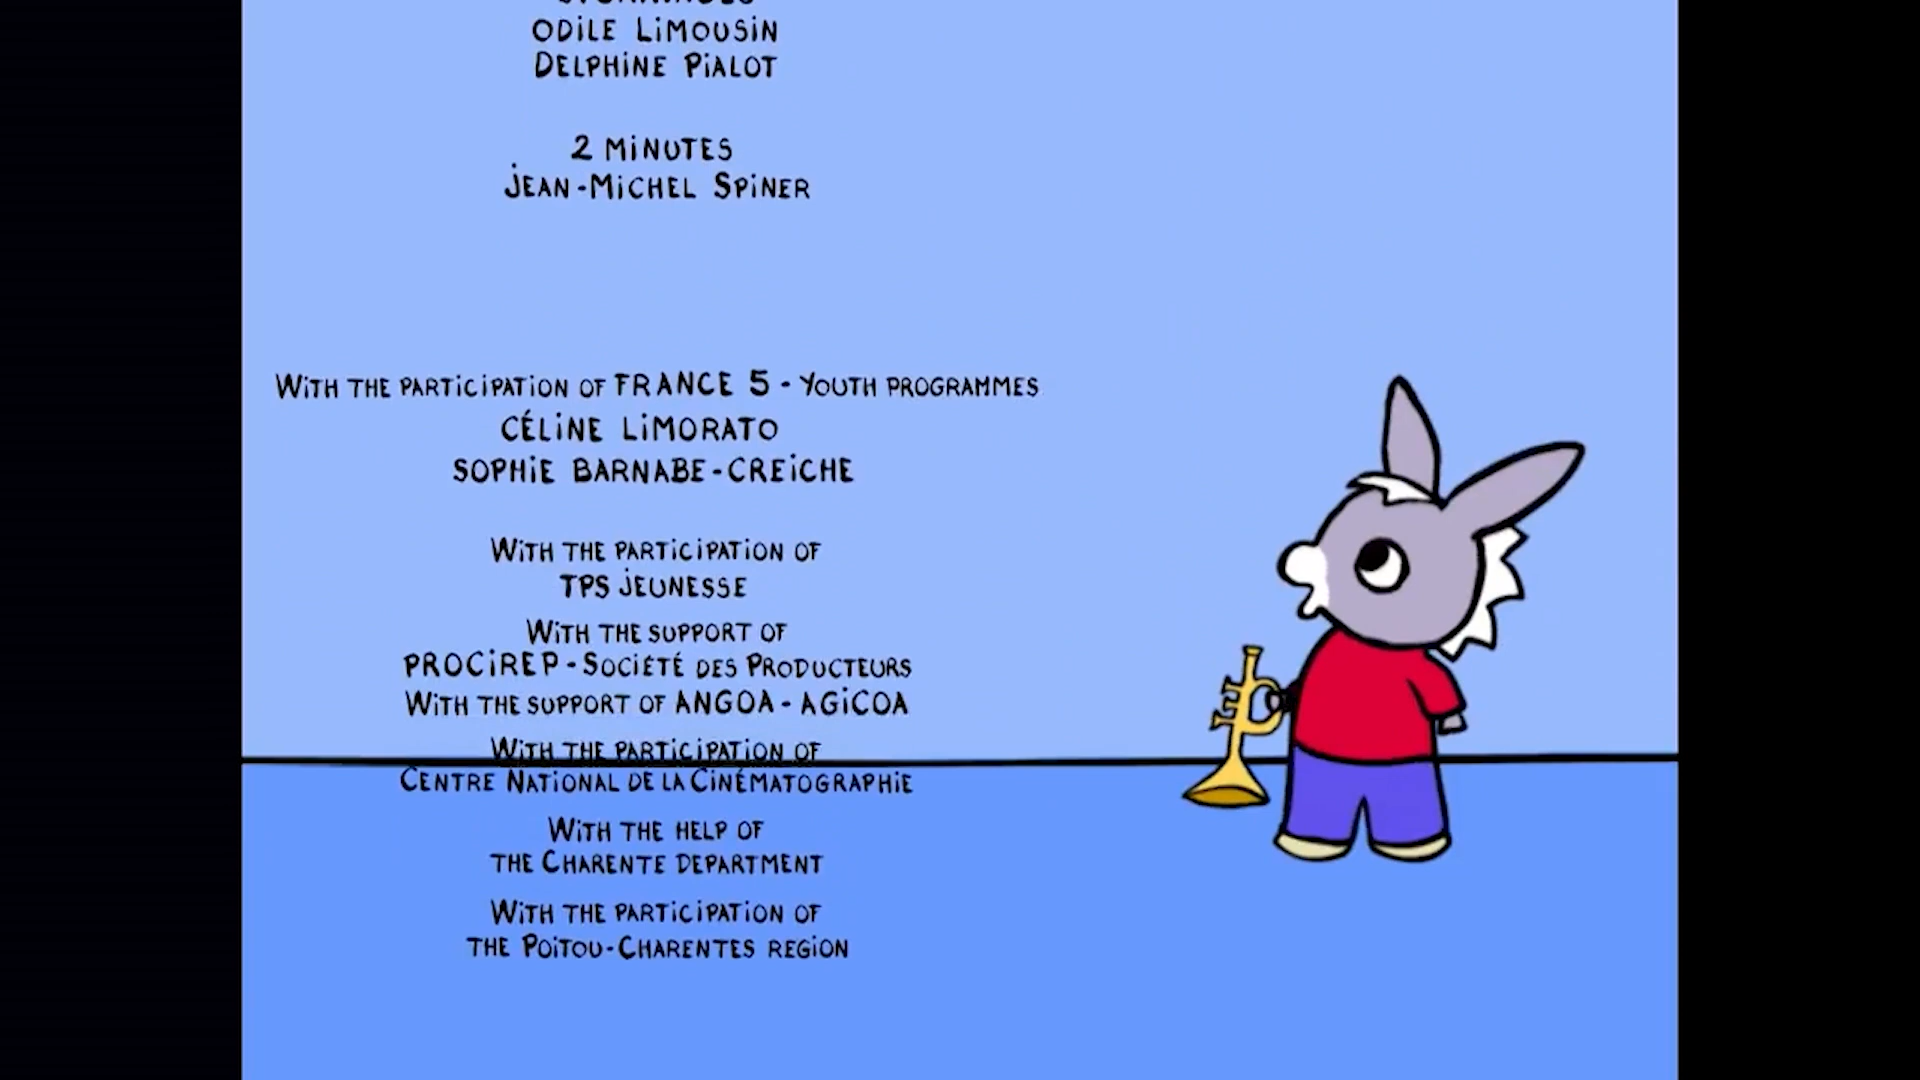 ODILE LIMOUSIN
DELPHINE PIALOT
2 MINUTES
JEAN-MICHEL SPINER
WITH THE PARTICIPATION OF FRANCE 5 - YOUTH PROGRAMMES
CÉLINE LIMORATO
SOPHIE BARNABE-CREICHE
WITH THE PARTICIPATION OF
TPS JEUNESSE
WITH THE SUPPORT OF
PROCIREP - SOCIÉTÉ DES PRODUCTEURS
WITH THE SUPPORT OF ANGOA - AGICOA
WITH THE PARTICIPATION OF
CENTRE NATIONAL DE LA CINÉMATOGRAPHIE
WITH THE HELP OF
THE CHARENTE DEPARTMENT
WITH THE PARTICIPATION OF
THE POITOU-CHARENTES REGION